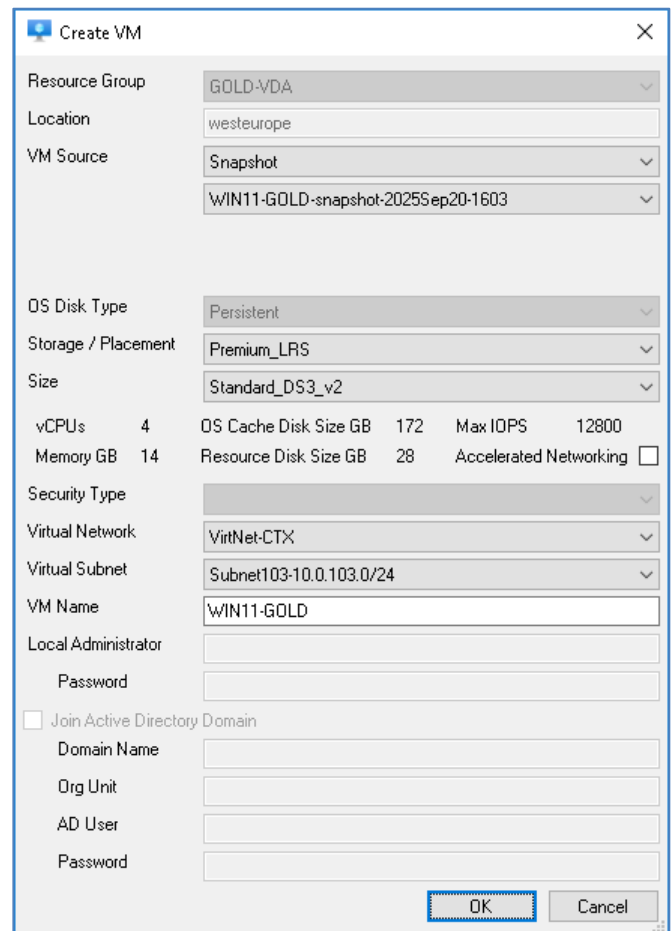 Create VM
Resource Group GOLD-VDA
Location westeurope
VM Source Snapshot
WIN11-GOLD-snapshot-2025Sep20-1603
OS Disk Type Persistent
Storage / Placement Premium_LRS
Size Standard_DS3_v2
vCPUs 4 OS Cache Disk Size GB 172 Max IOPS 12800
Memory GB 14 Resource Disk Size GB 28 Accelerated Networking
Security Type
Virtual Network VirtNet-CTX
Virtual Subnet Subnet103-10.0.103.0/24
VM Name WIN11-GOLD
Local Administrator
Password
Join Active Directory Domain
Domain Name
Org Unit
AD User
Password
OK Cancel